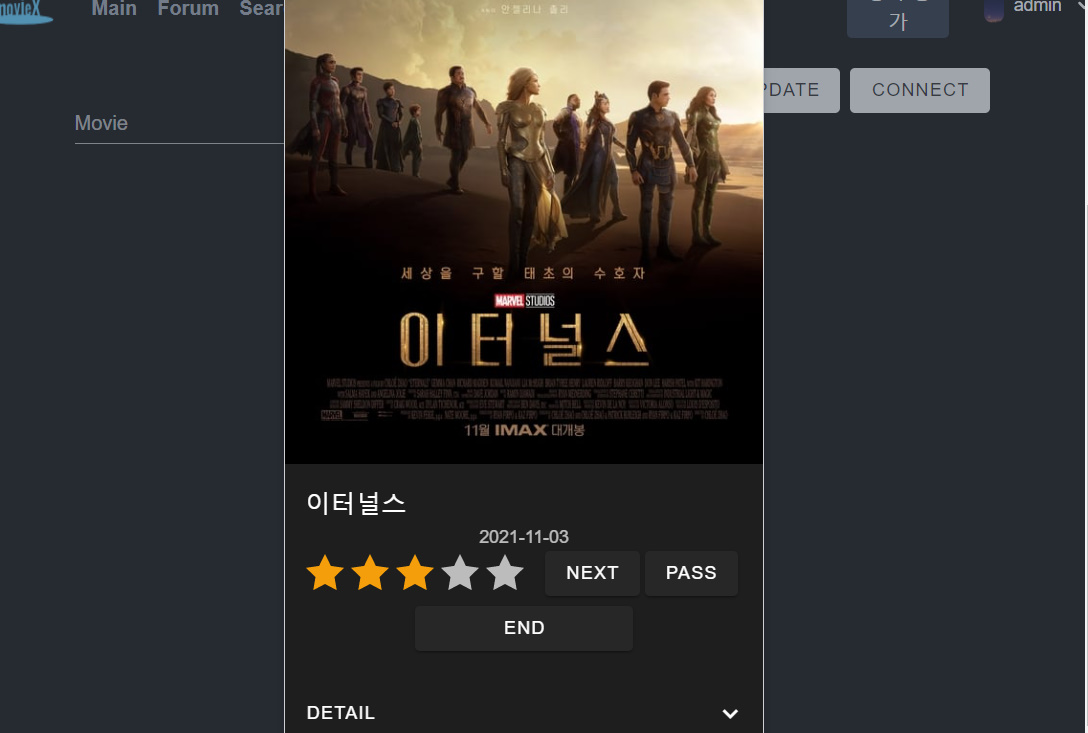 movieX Main Forum Sear
가
admin
PDATE
CONNECT
Movie
안젤리나 졸리
세상을 구할 태초의 수호자
MARVEL STUDIOS
이터널스
11월 IMAX 대개봉
이터널스
2021-11-03
NEXT
PASS
END
DETAIL